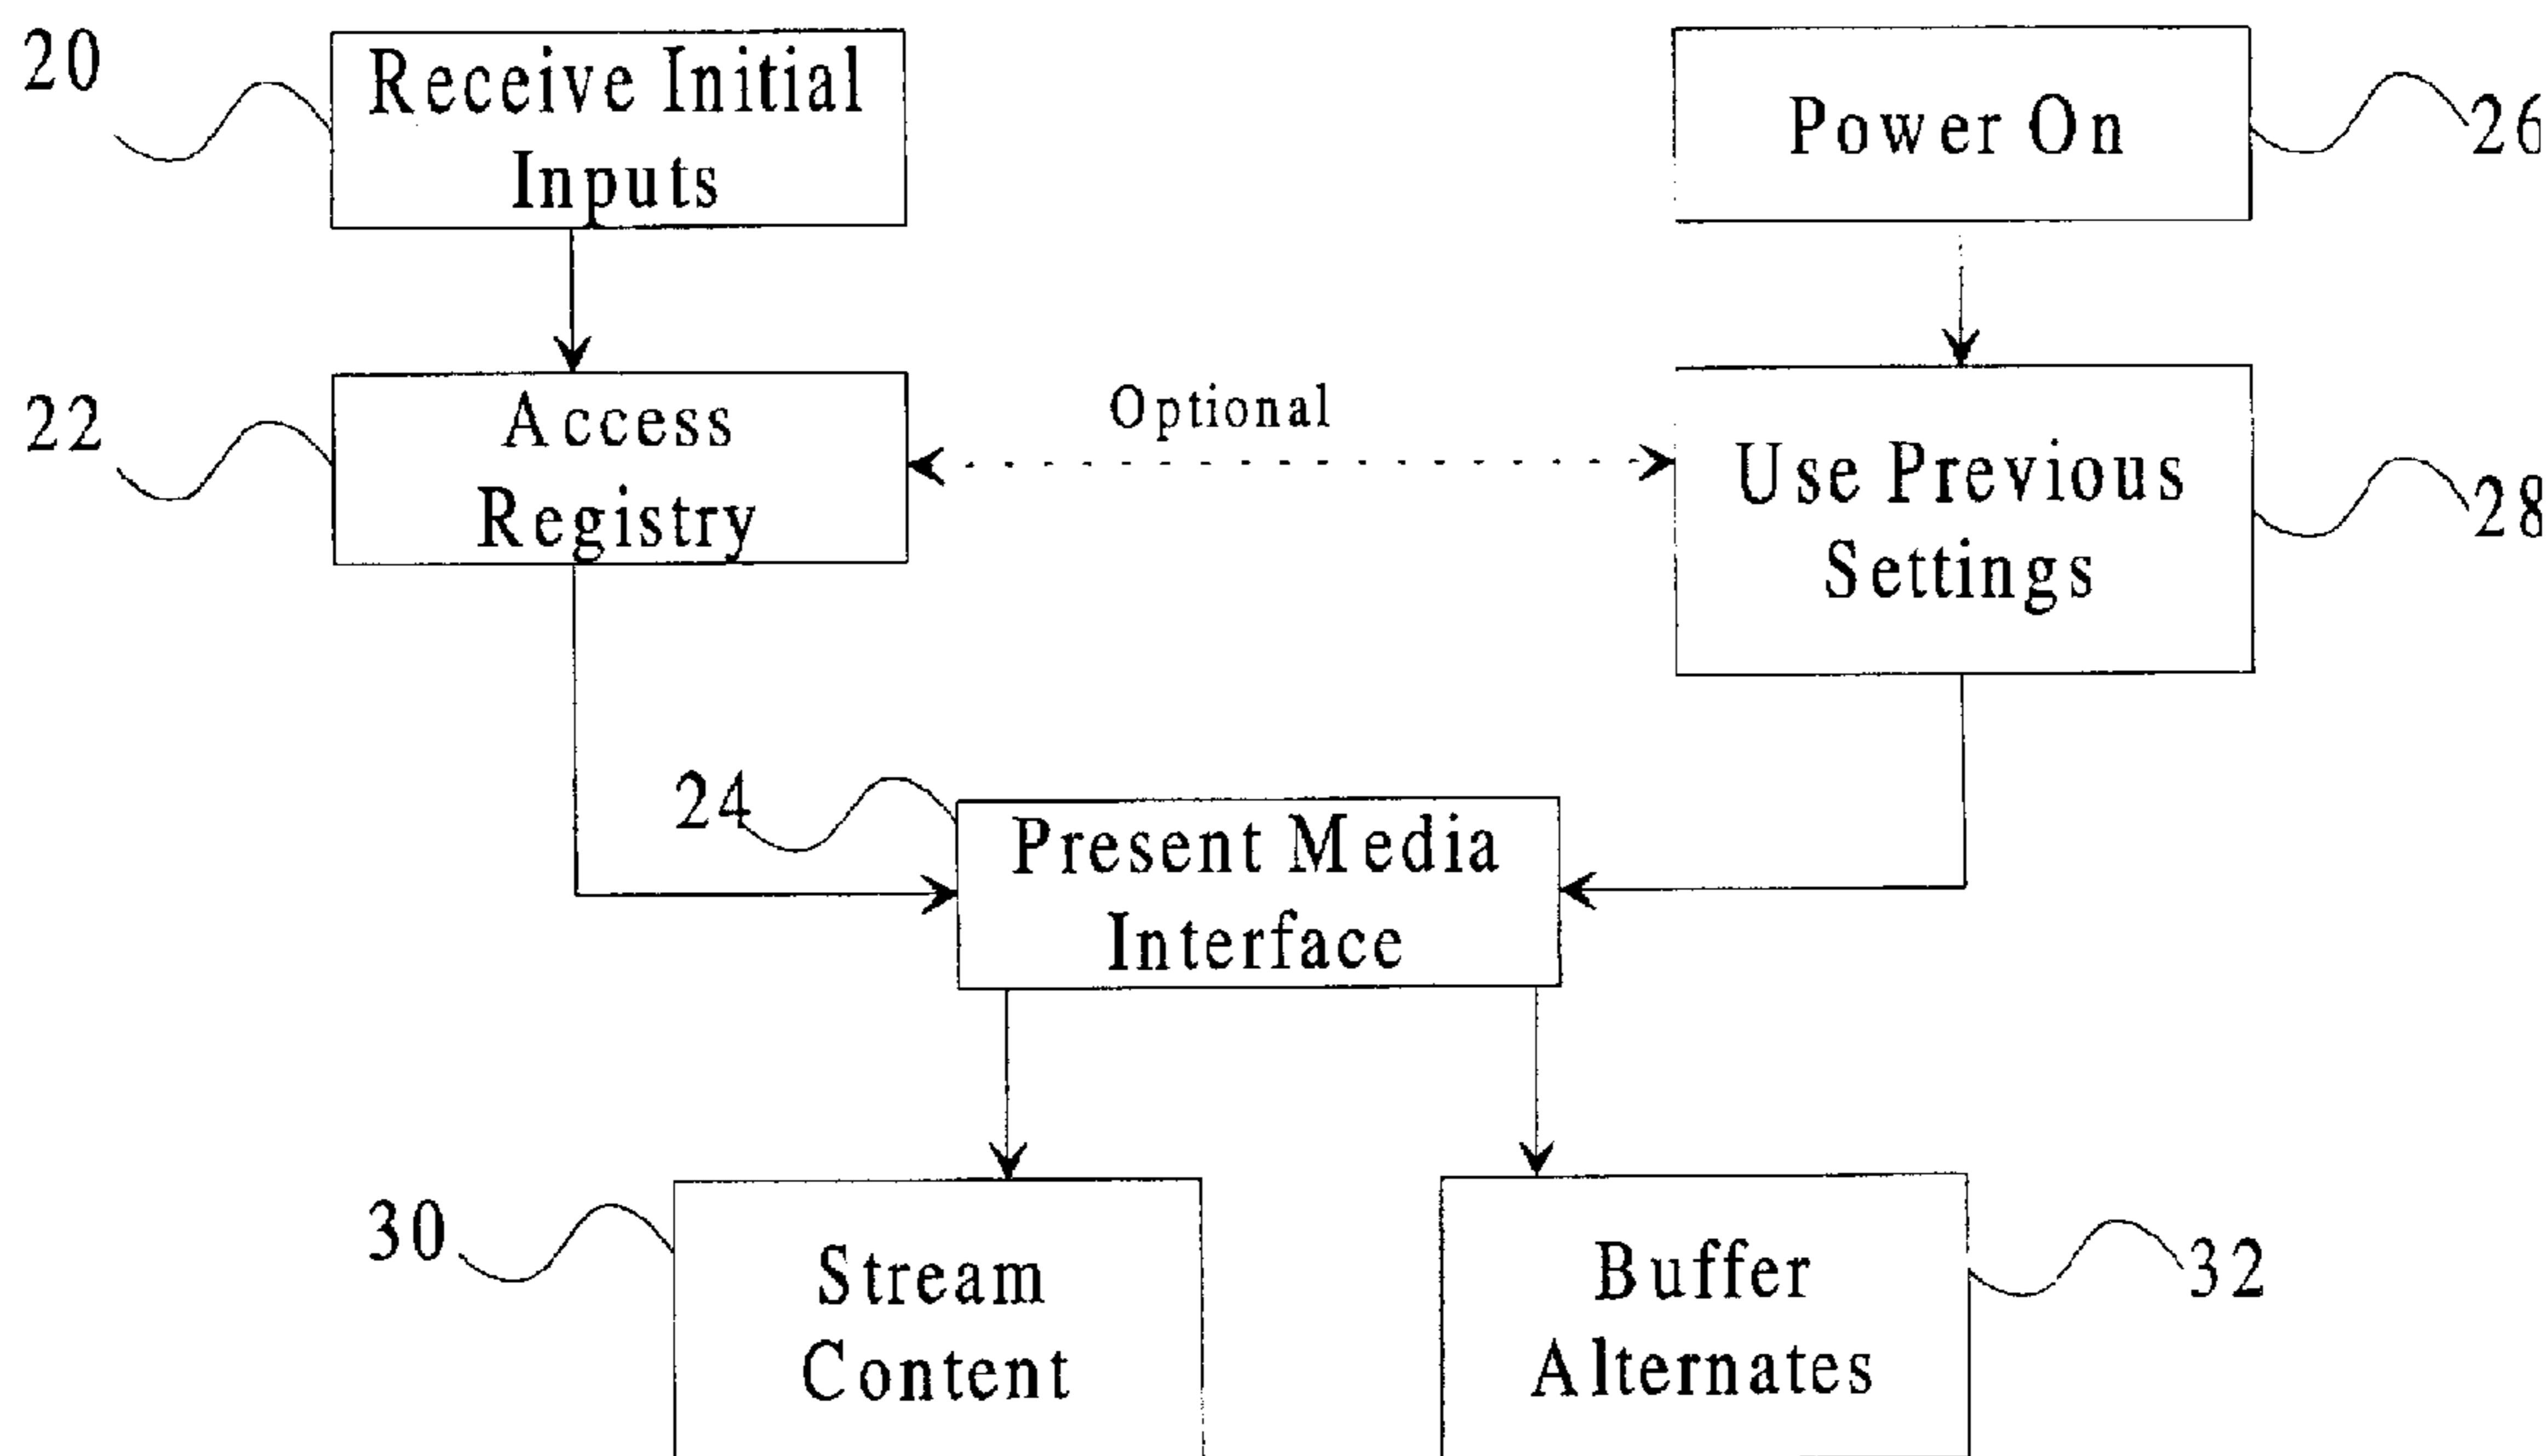 20
Receive Initial
Inputs
Power On
26
22
Access
Registry
Optional
Use Previous
Settings
28
24
Present Media
Interface
30
Stream
Content
Buffer
Alternates
32